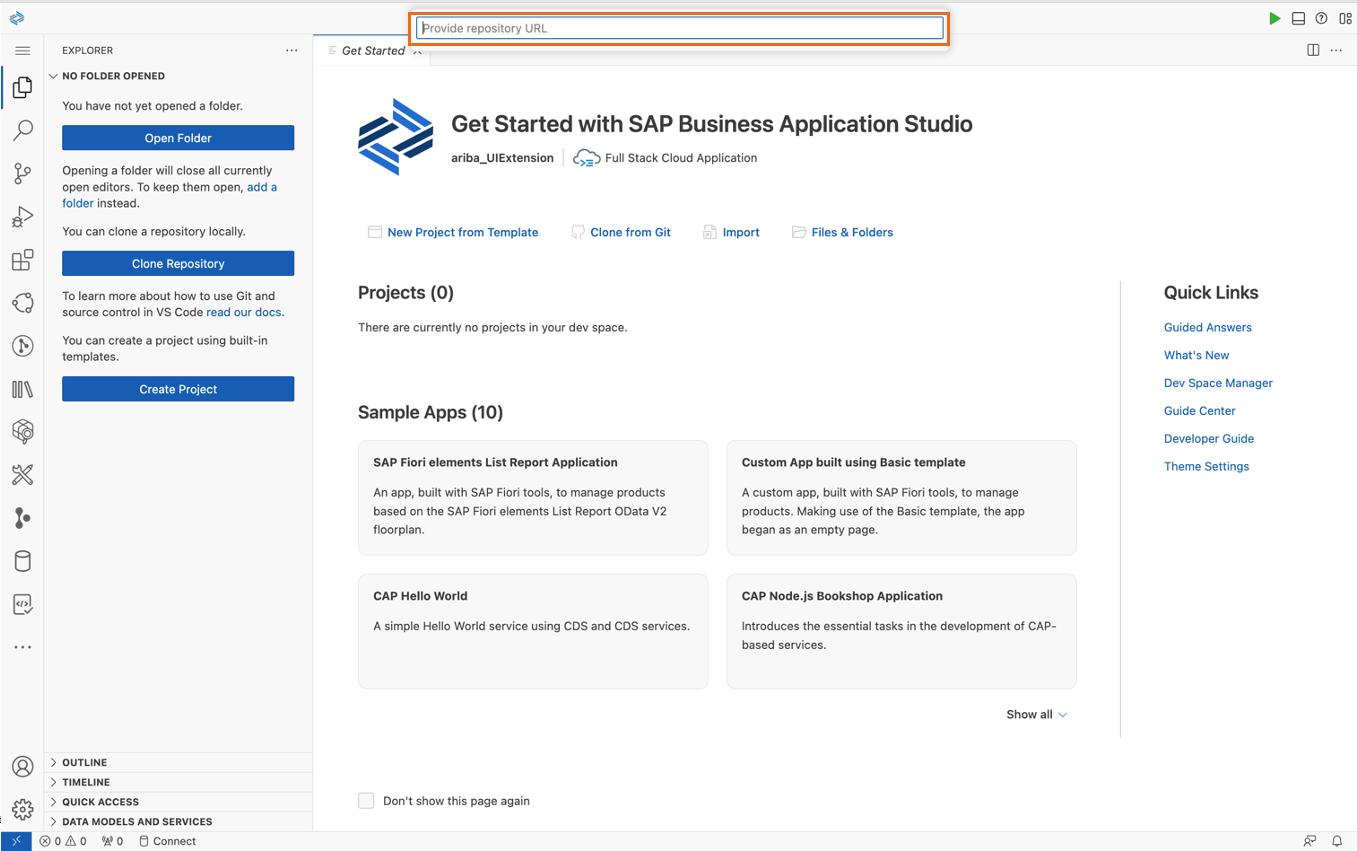 Provide repository URL
EXPLORER
Get Started
NO FOLDER OPENED
You have not yet opened a folder.
Open Folder
Opening a folder will close all currently
open editors. To keep them open, add a
folder instead.
You can clone a repository locally.
Clone Repository
To learn more about how to use Git and
source control in VS Code read our docs.
You can create a project using built-in
templates.
Create Project
OUTLINE
TIMELINE
QUICK ACCESS
DATA MODELS AND SERVICES
Get Started with SAP Business Application Studio
ariba_UIExtension
Full Stack Cloud Application
New Project from Template
Clone from Git
Import
Files & Folders
Projects (0)
There are currently no projects in your dev space.
Sample Apps (10)
SAP Fiori elements List Report Application
An app, built with SAP Fiori tools, to manage products
based on the SAP Fiori elements List Report OData V2
floorplan.
Custom App built using Basic template
A custom app, built with SAP Fiori tools, to manage
products. Making use of the Basic template, the app
began as an empty page.
CAP Hello World
A simple Hello World service using CDS and CDS services.
CAP Node.js Bookshop Application
Introduces the essential tasks in the development of CAP-
based services.
Show all
Don't show this page again
Quick Links
Guided Answers
What's New
Dev Space Manager
Guide Center
Developer Guide
Theme Settings
0 0 0 Connect